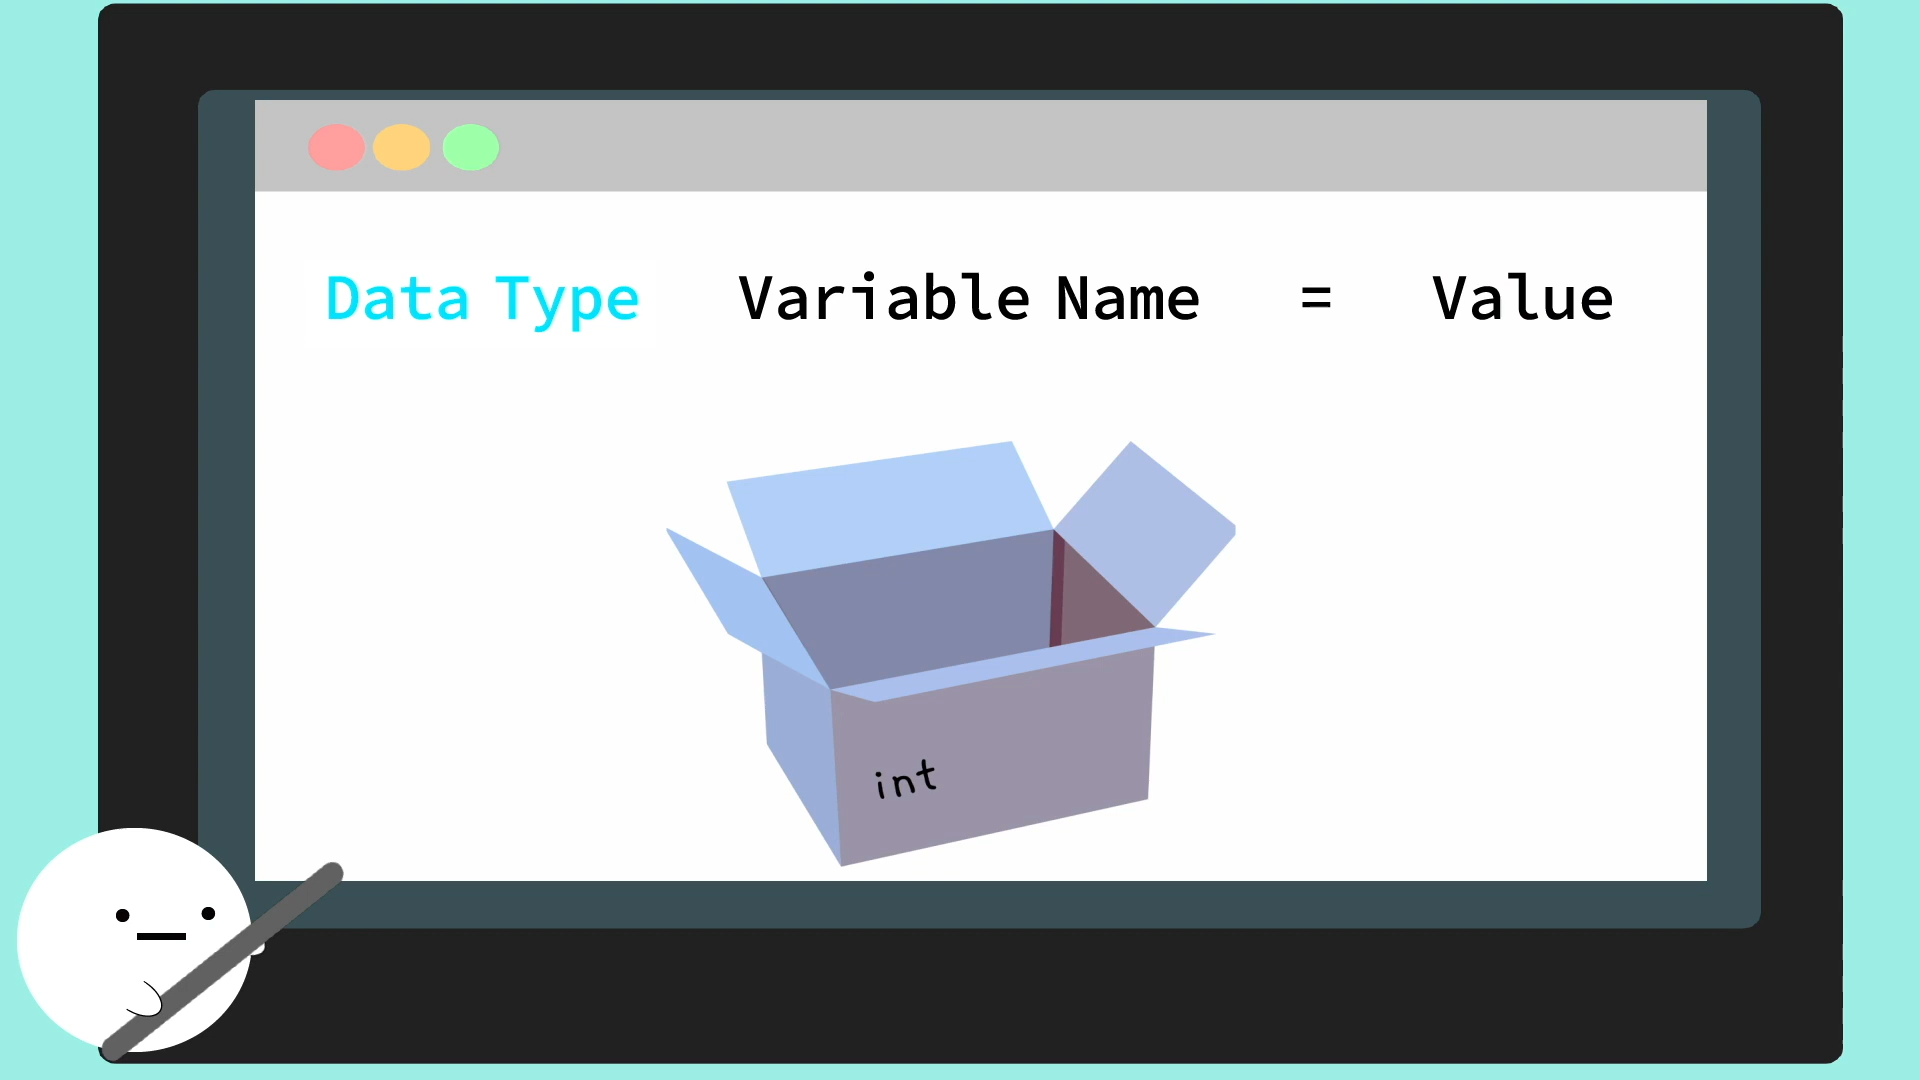 Data Type Variable Name = Value
int